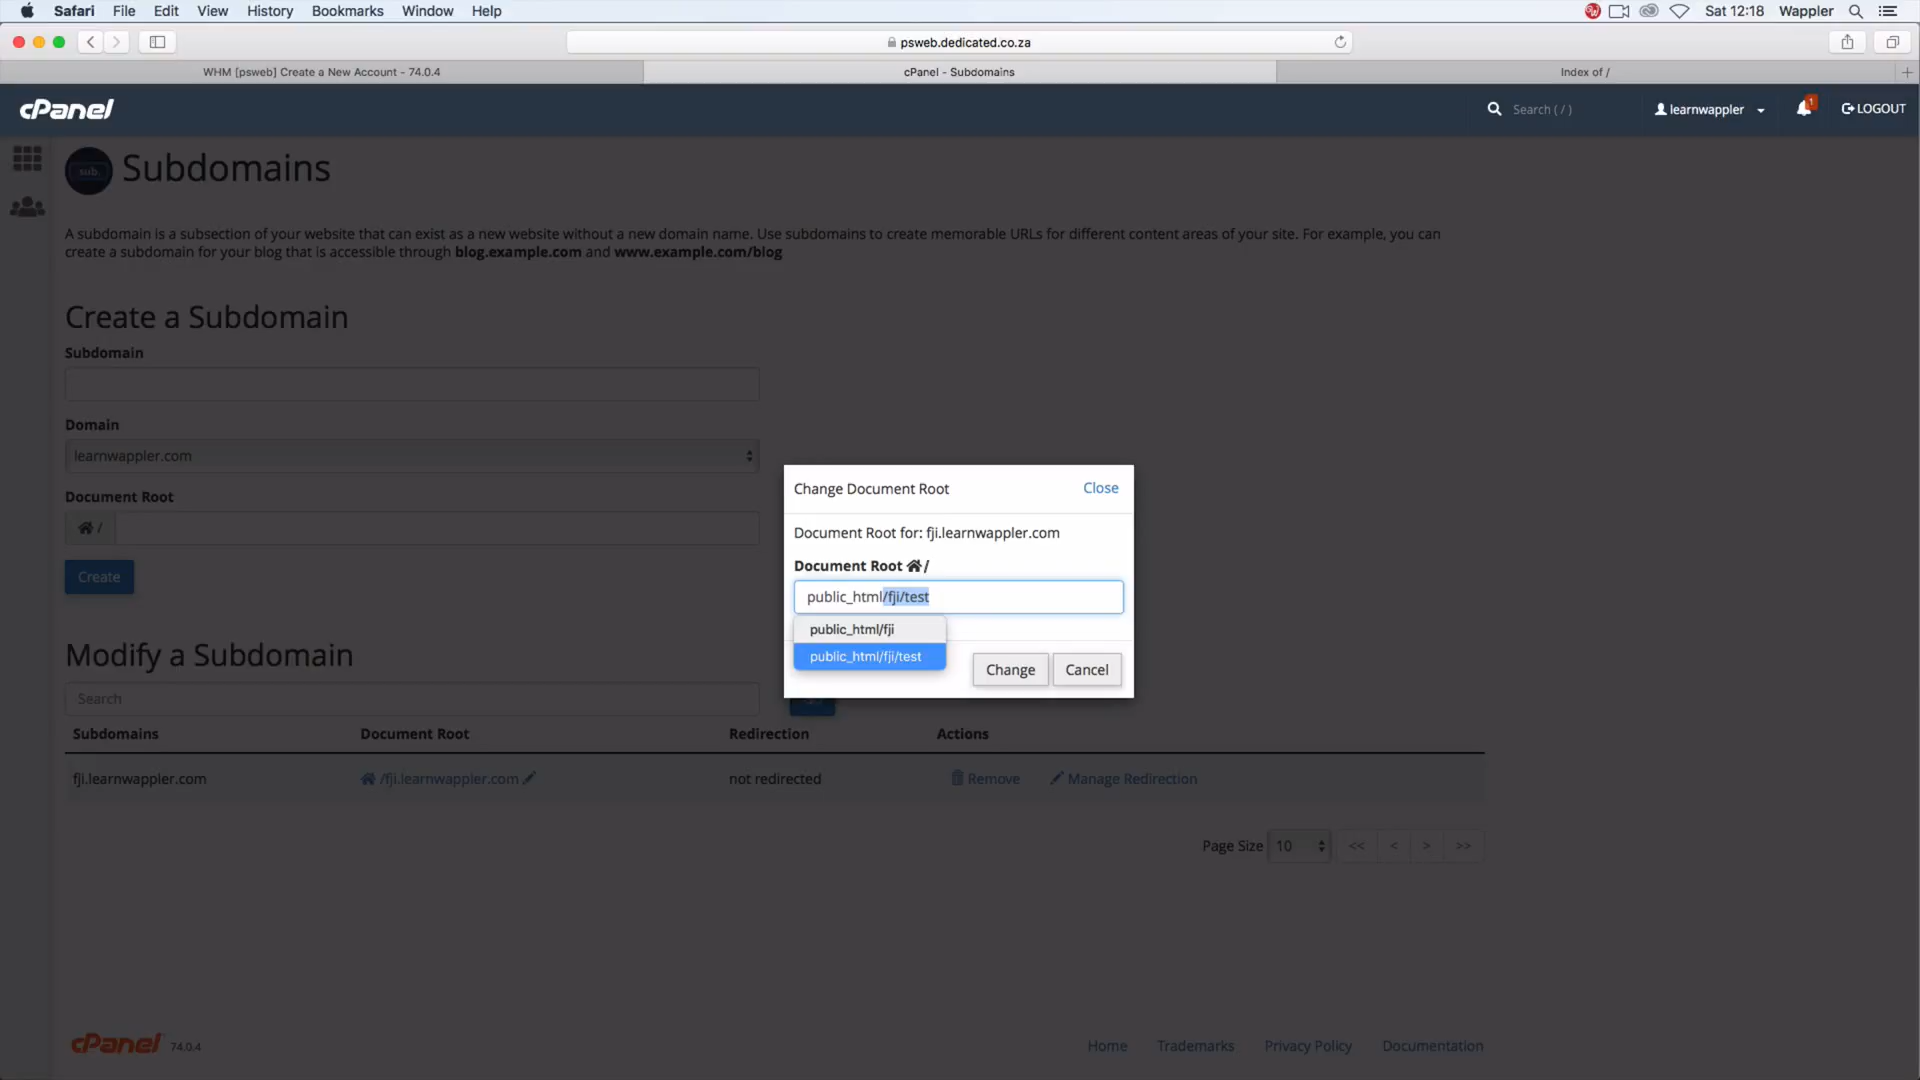 Safari File Edit View History Bookmarks Window Help Sat 12:18 Wappler
psweb.dedicated.co.za
WHM [psweb] Create a New Account - 74.0.4 cPanel - Subdomains Index of /
cPanel Search ( / ) learnwappler 1 LOGOUT
sub. Subdomains
A subdomain is a subsection of your website that can exist as a new website without a new domain name. Use subdomains to create memorable URLs for different content areas of your site. For example, you can
create a subdomain for your blog that is accessible through blog.example.com and www.example.com/blog
Create a Subdomain
Subdomain
Domain
learnwappler.com
Document Root
/
Create
Change Document Root Close
Document Root for: fji.learnwappler.com
Document Root /
public_html/fji/test
public_html/fji
public_html/fji/test
Change Cancel
Modify a Subdomain
Search
Subdomains Document Root Redirection Actions
fji.learnwappler.com /fji.learnwappler.com not redirected Remove Manage Redirection
Page Size 10 << < > >>
cPanel 74.0.4 Home Trademarks Privacy Policy Documentation